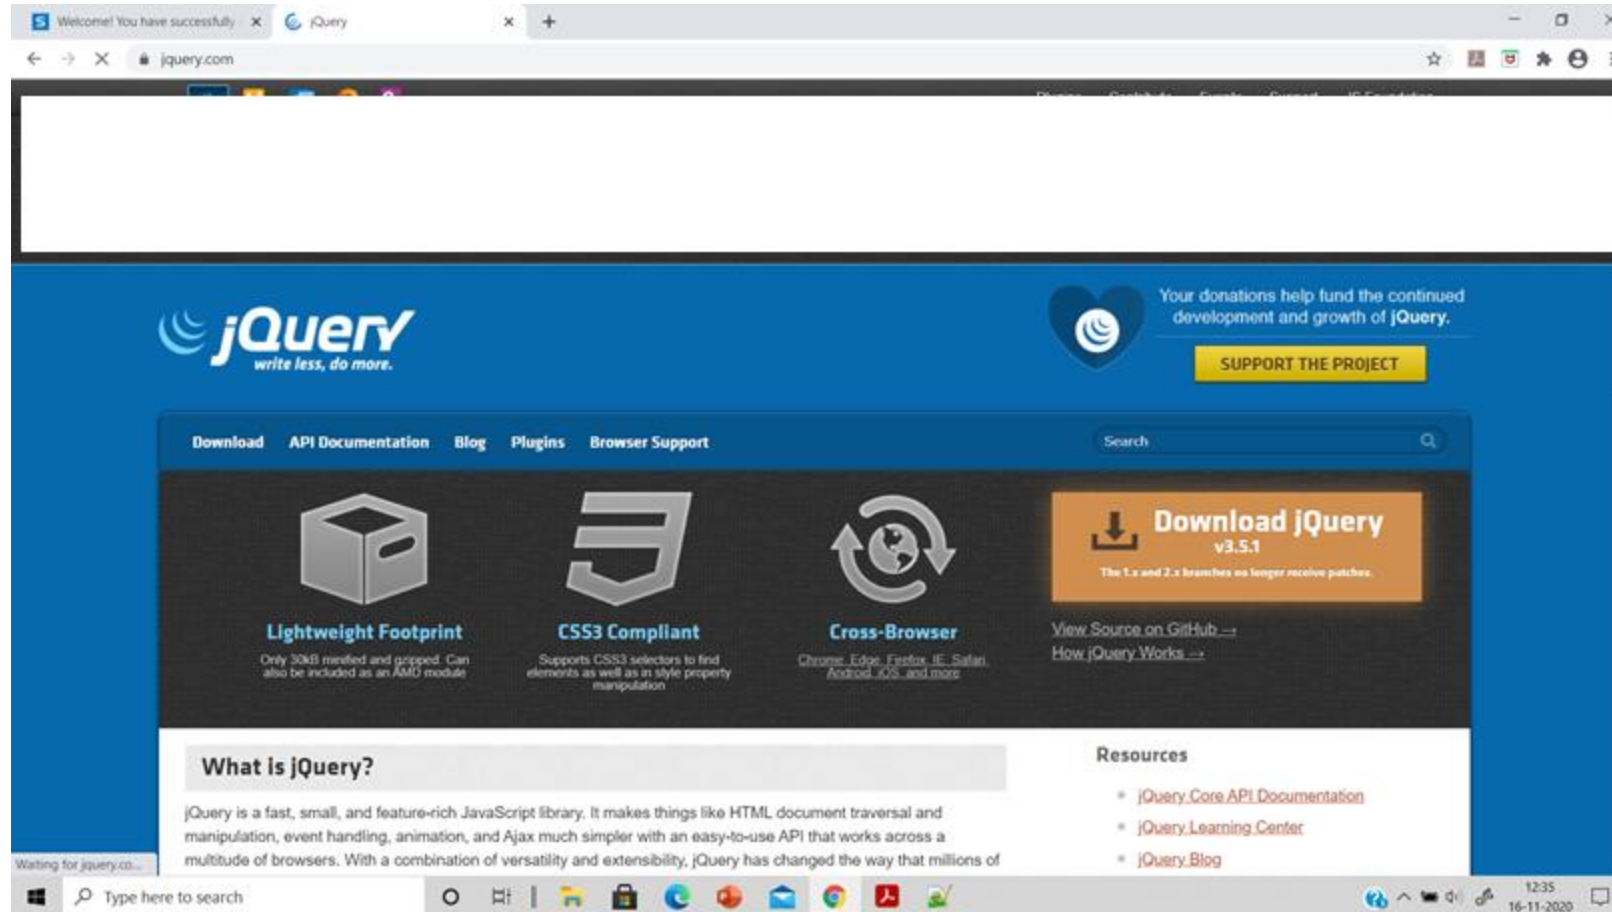 Welcome! You have successfully
jQuery
jquery.com
jQuery
write less, do more.
Your donations help fund the continued
development and growth of jQuery.
SUPPORT THE PROJECT
Download API Documentation Blog Plugins Browser Support Search
Download jQuery
v3.5.1
The 1.x and 2.x branches no longer receive patches.
Lightweight Footprint
Only 30kB minified and gzipped. Can
also be included as an AMD module
CSS3 Compliant
Supports CSS3 selectors to find
elements as well as in style property
manipulation
Cross-Browser
Chrome, Edge, Firefox, IE, Safari,
Android, iOS, and more
View Source on GitHub →
How jQuery Works →
What is jQuery?
jQuery is a fast, small, and feature-rich JavaScript library. It makes things like HTML document traversal and
manipulation, event handling, animation, and Ajax much simpler with an easy-to-use API that works across a
multitude of browsers. With a combination of versatility and extensibility, jQuery has changed the way that millions of
Resources
jQuery Core API Documentation
jQuery Learning Center
jQuery Blog
Waiting for jquery.co...
Type here to search
12:35
16-11-2020